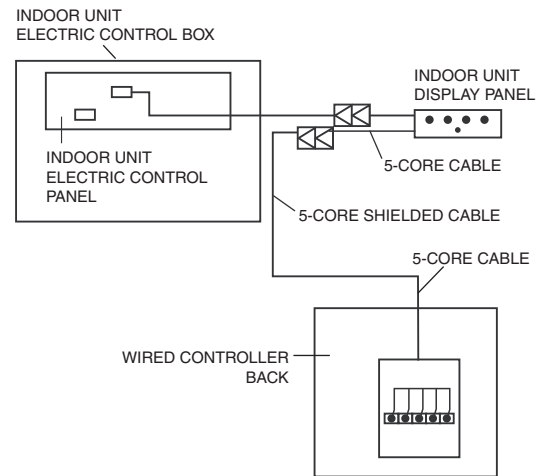 INDOOR UNIT
ELECTRIC CONTROL BOX
INDOOR UNIT
DISPLAY PANEL
INDOOR UNIT
ELECTRIC CONTROL
PANEL
5-CORE CABLE
5-CORE SHIELDED CABLE
5-CORE CABLE
WIRED CONTROLLER
BACK